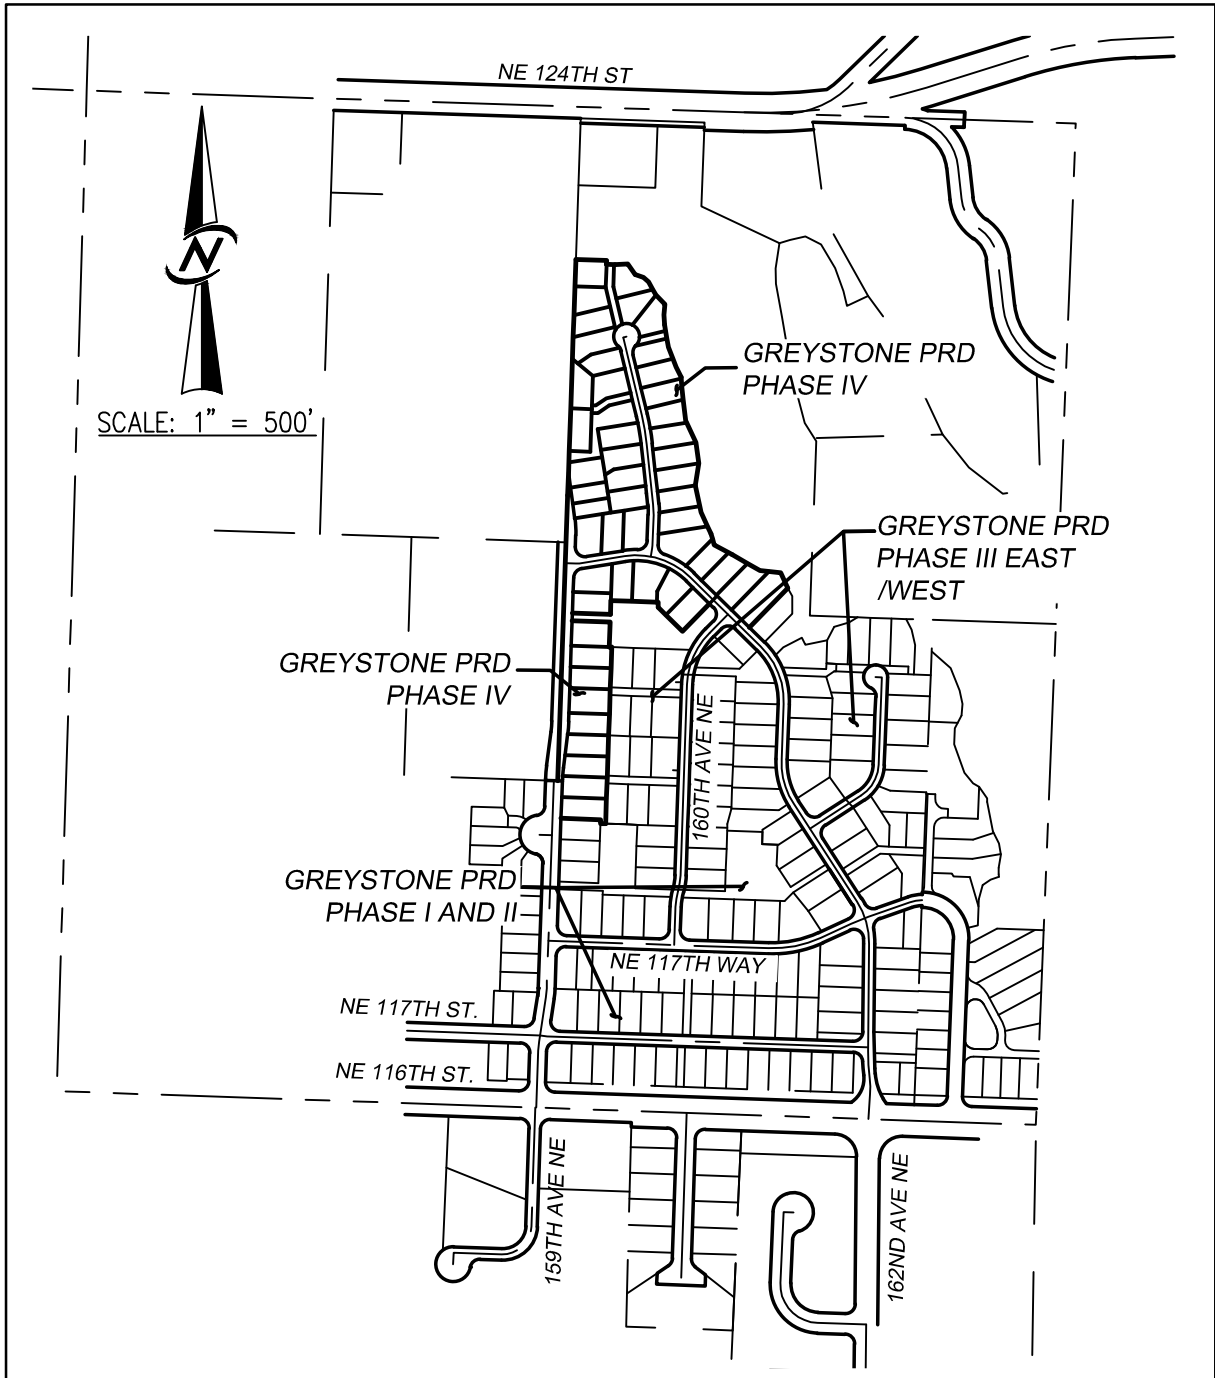 NE 124TH ST
N
SCALE: 1" = 500'
GREYSTONE PRD
PHASE IV
GREYSTONE PRD
PHASE III EAST
/WEST
GREYSTONE PRD
PHASE IV
160TH AVE NE
GREYSTONE PRD
PHASE I AND II
NE 117TH WAY
NE 117TH ST.
NE 116TH ST.
159TH AVE NE
162ND AVE NE